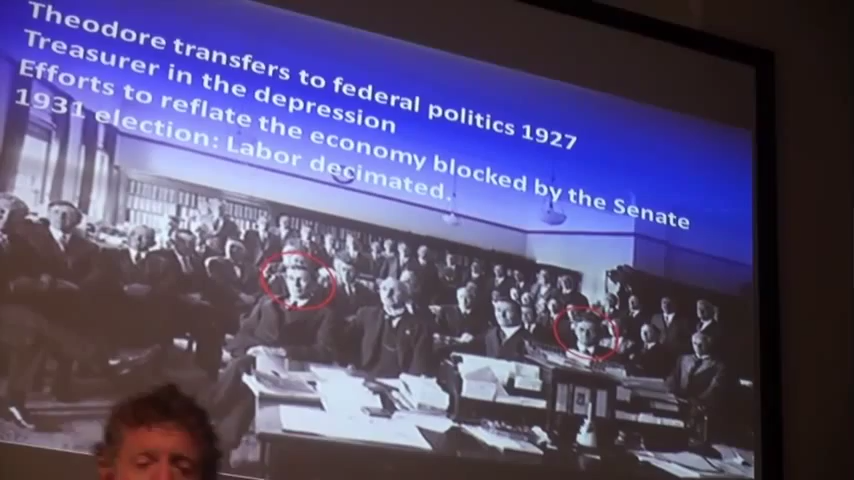 Theodore transfers to federal politics 1927
Treasurer in the depression
Efforts to reflate the economy blocked by the Senate
1931 election: Labor decimated.